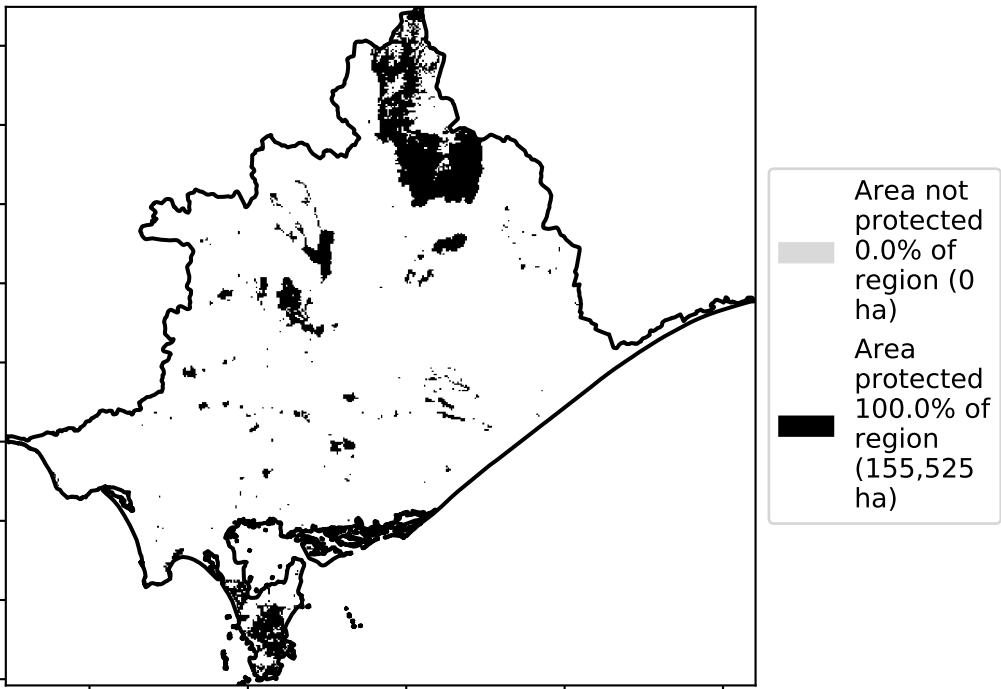 Area not
protected
0.0% of
region (0
ha)
Area
protected
100.0% of
region
(155,525
ha)